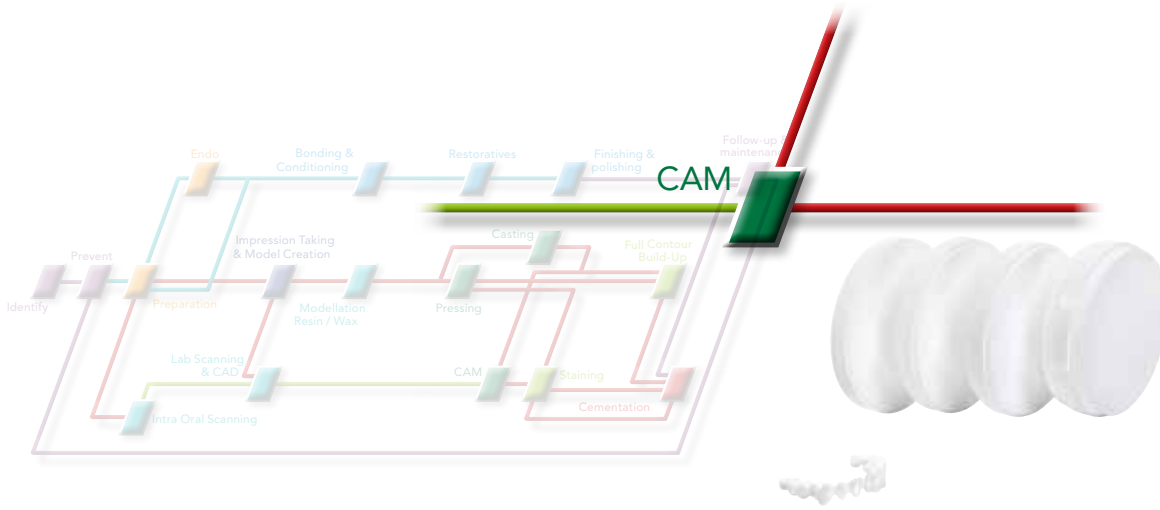 CAM
Endo
Bonding &
Conditioning
Restoratives
Finishing &
polishing
Follow-up &
maintenance
Casting
Impression Taking
& Model Creation
Full Contour
Build-Up
Prevent
Identify
Preparation
Modellation
Resin / Wax
Pressing
Lab Scanning
& CAD
CAM
Staining
Cementation
Intra Oral Scanning